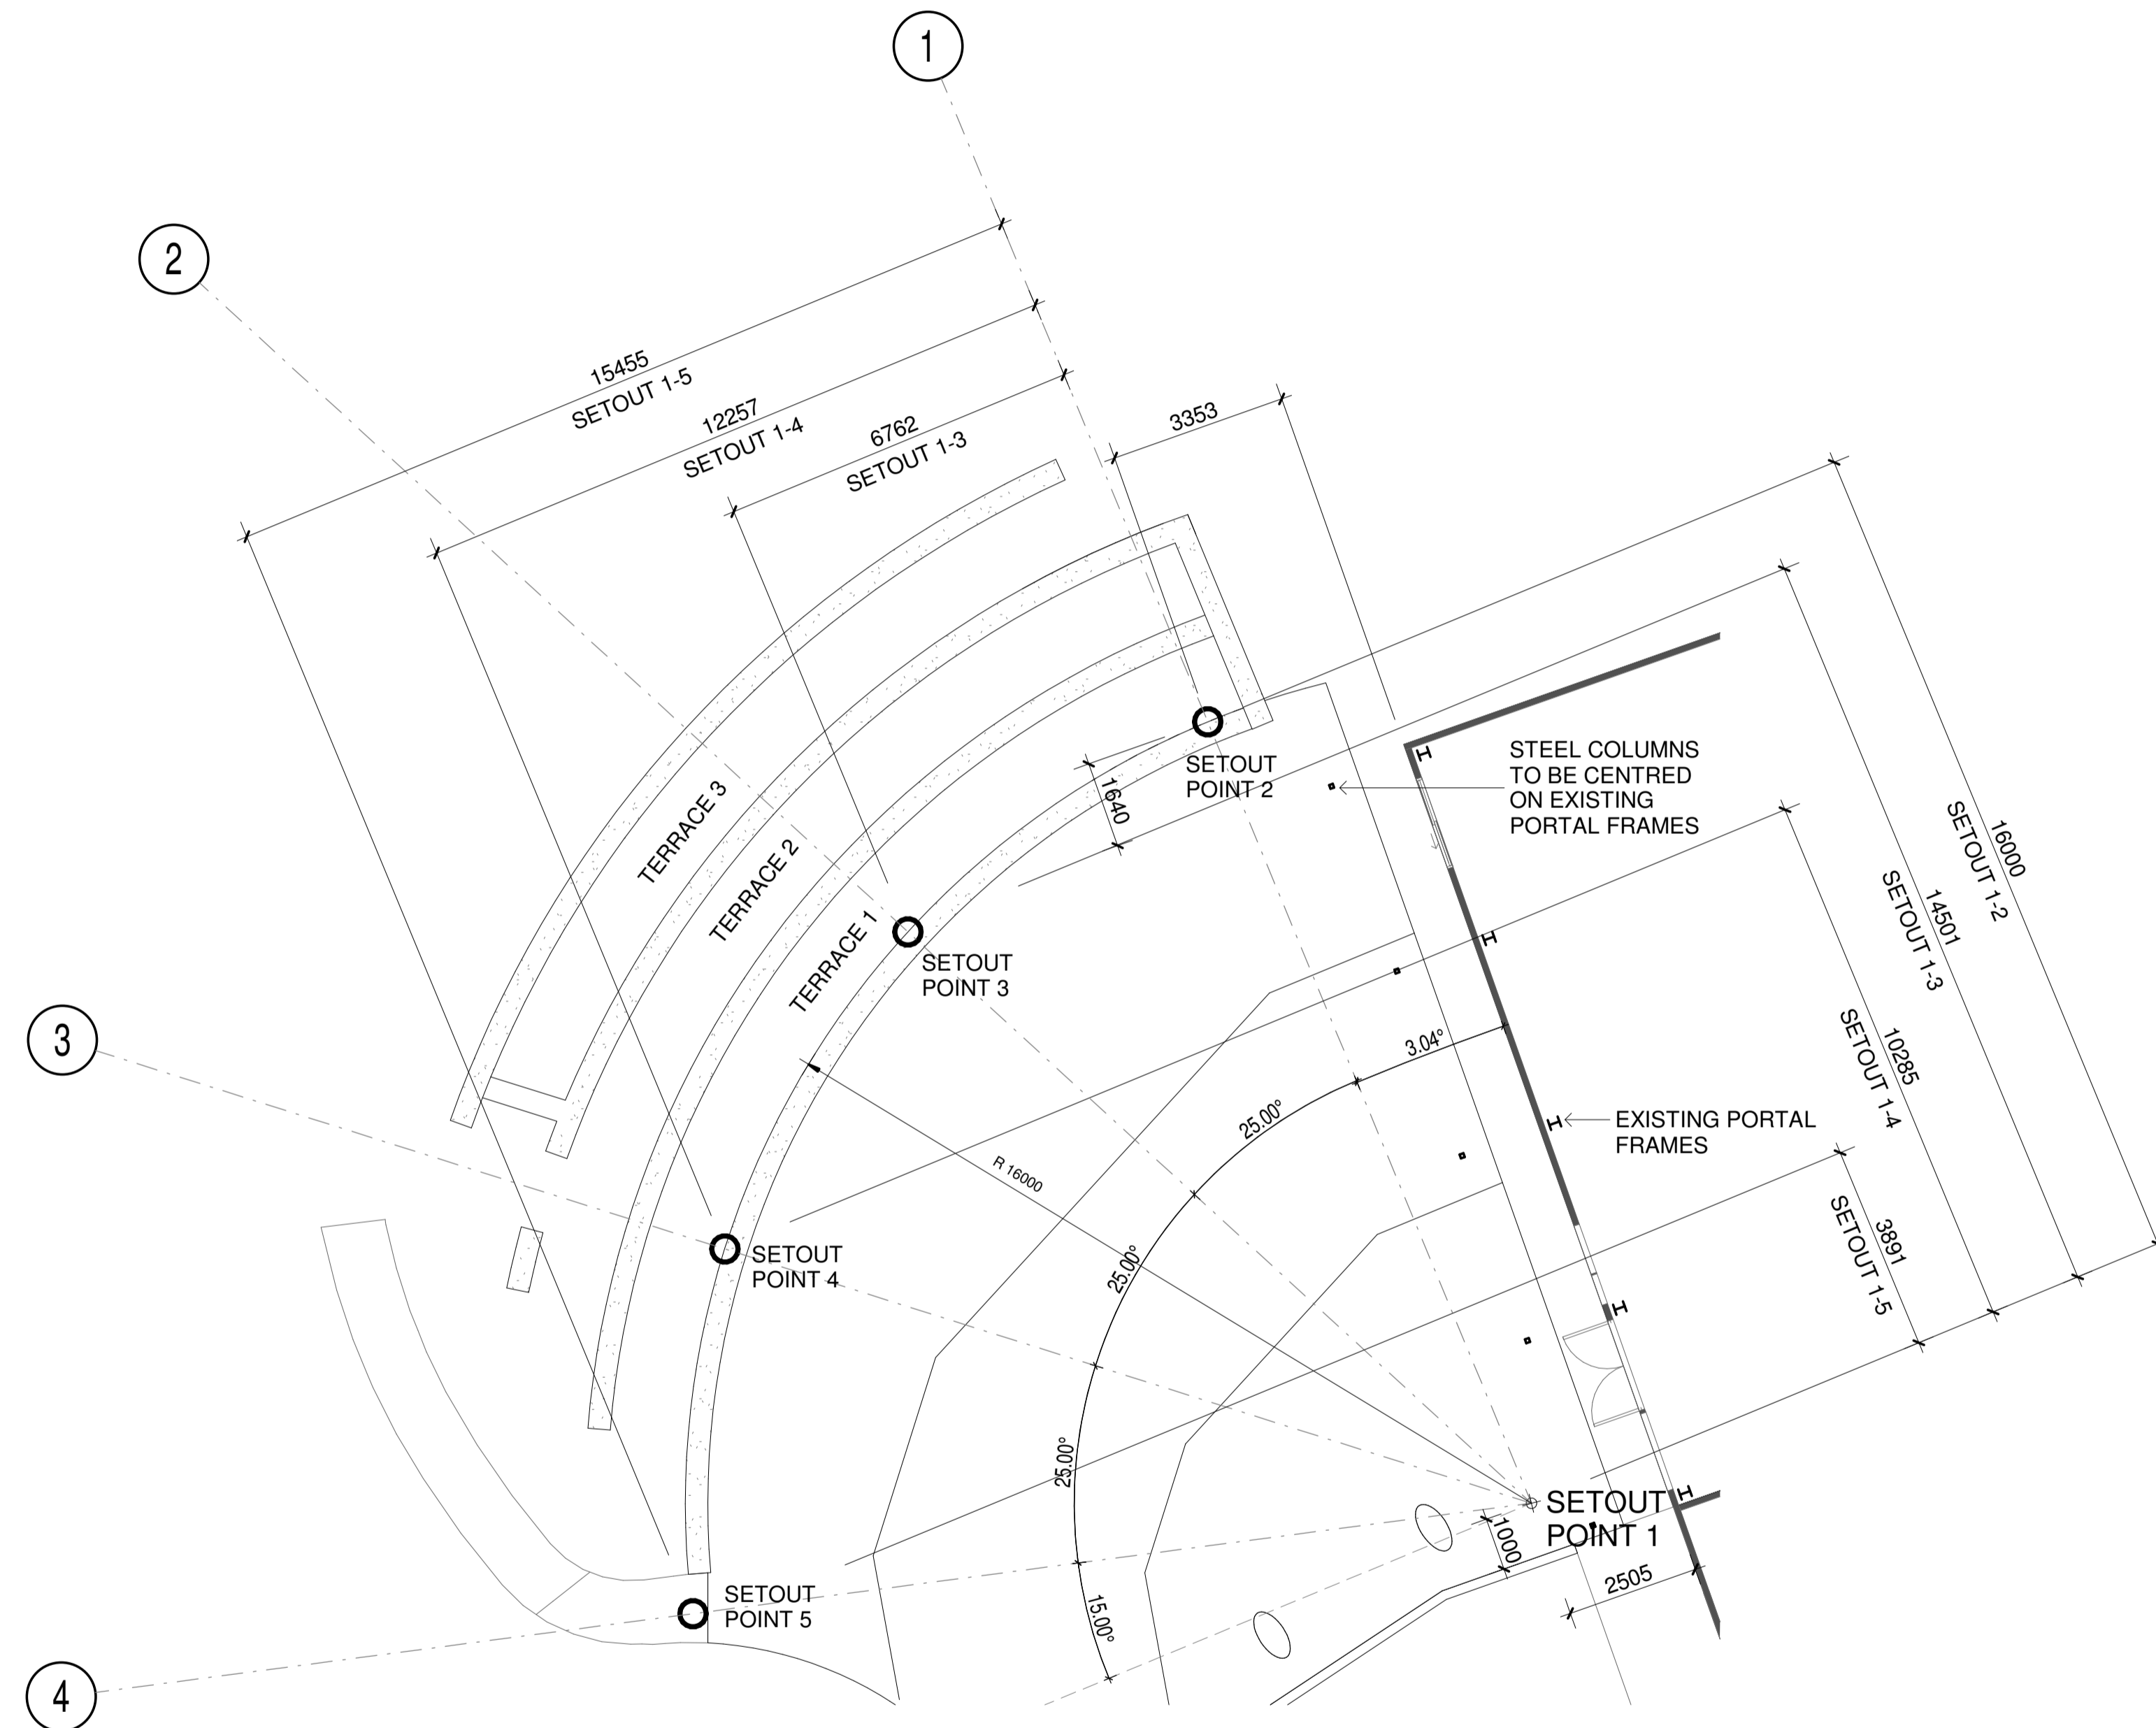 1
2
15455
SETOUT 1-5
12257
SETOUT 1-4
6762
SETOUT 1-3
3353
TERRACE 3
TERRACE 2
TERRACE 1
1640
SETOUT
POINT 2
STEEL COLUMNS
TO BE CENTRED
ON EXISTING
PORTAL FRAMES
16000
SETOUT 1-2
14501
SETOUT 1-3
10285
SETOUT 1-4
3891
SETOUT 1-5
SETOUT
POINT 3
3
3.04°
25.00°
EXISTING PORTAL
FRAMES
R 16000
SETOUT
POINT 4
25.00°
25.00°
15.00°
SETOUT
POINT 1
1000
2505
SETOUT
POINT 5
4